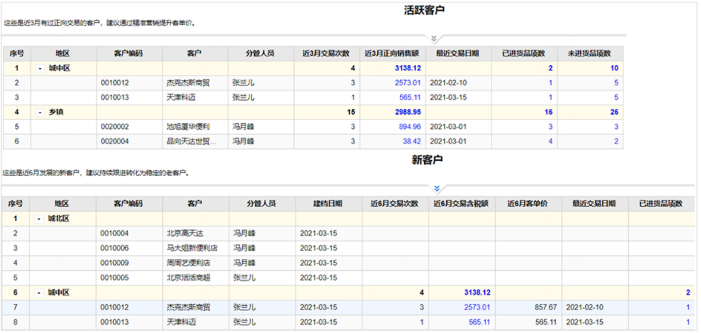 活跃客户
这些是近3月有过正向交易的客户，建议通过精准营销提升客单价。
序号 地区 客户编码 客户 分管人员 近3月交易次数 近3月正向销售额 最近交易日期 已进货品项数 未进货品项数
1 - 城中区 4 3138.12 2 10
2 0010012 杰克杰斯商贸 张兰儿 3 2573.01 2021-02-10 1 5
3 0010013 天津科迈 张兰儿 1 565.11 2021-03-15 1 5
4 - 乡镇 15 2988.95 16 26
5 0020002 旭厦华便利 冯月峰 3 894.96 2021-03-01 3 3
6 0020004 品向天达世贸... 冯月峰 3 38.42 2021-03-01 4 2
新客户
这些是近6月发展的新客户，建议持续跟进转化为稳定的老客户。
序号 地区 客户编码 客户 分管人员 建档日期 近6月交易次数 近6月交易含税额 近6月客单价 最近交易日期 已进货品项数
1 - 城北区
2 0010004 北京高天达 冯月峰 2021-03-15
3 0010006 马大姐新便利店 冯月峰 2021-03-15
4 0010009 周周艺便利店 冯月峰 2021-03-15
5 0010005 北京活活商超 张兰儿 2021-03-15
6 - 城中区 4 3138.12 2
7 0010012 杰克杰斯商贸 张兰儿 2021-03-15 3 2573.01 857.67 2021-02-10 1
8 0010013 天津科迈 张兰儿 2021-03-15 1 565.11 565.11 2021-03-15 1